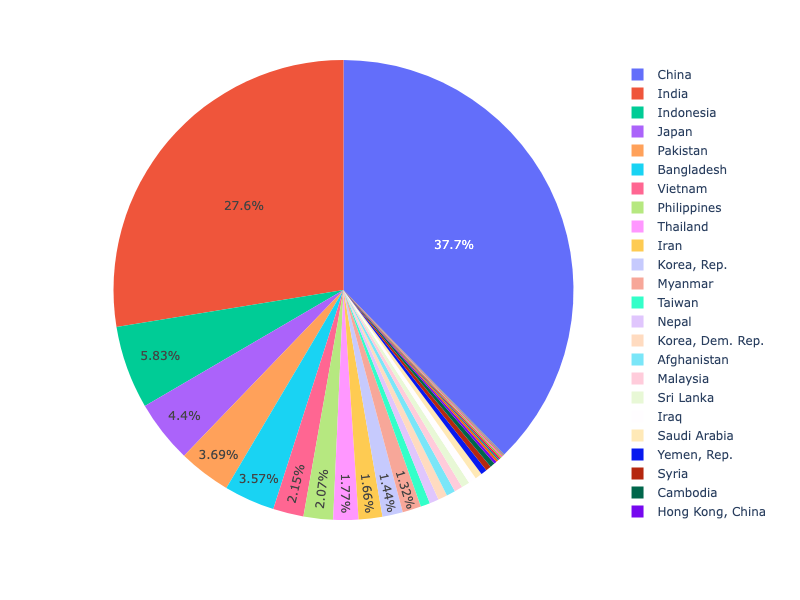 37.7%
27.6%
5.83%
4.4%
3.69%
3.57%
2.15%
2.07%
1.77%
1.66%
1.44%
1.32%
China
India
Indonesia
Japan
Pakistan
Bangladesh
Vietnam
Philippines
Thailand
Iran
Korea, Rep.
Myanmar
Taiwan
Nepal
Korea, Dem. Rep.
Afghanistan
Malaysia
Sri Lanka
Iraq
Saudi Arabia
Yemen, Rep.
Syria
Cambodia
Hong Kong, China